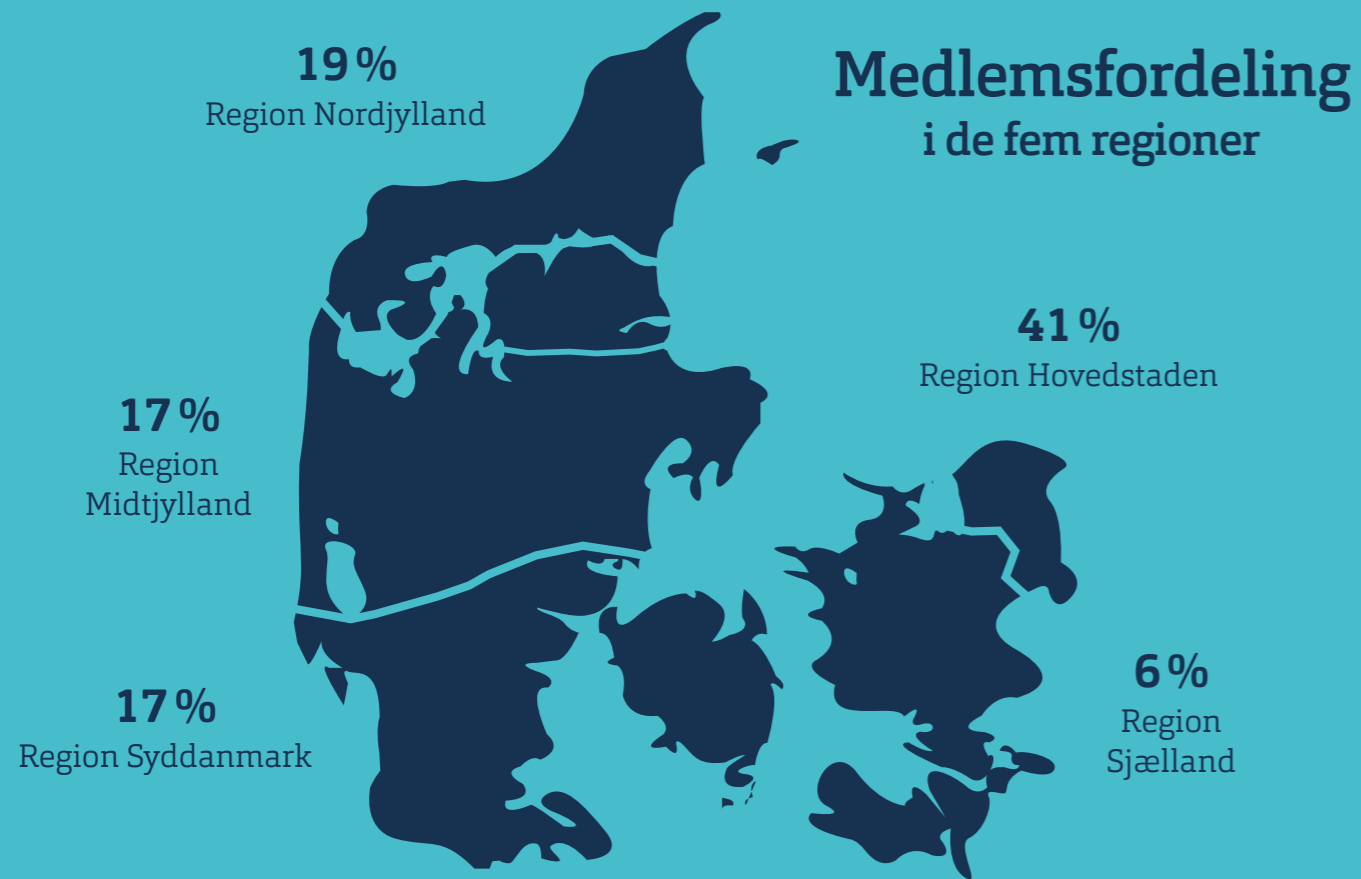 Medlemsfordeling
i de fem regioner
19 %
Region Nordjylland
41 %
Region Hovedstaden
17 %
Region
Midtjylland
6 %
Region
Sjælland
17 %
Region Syddanmark